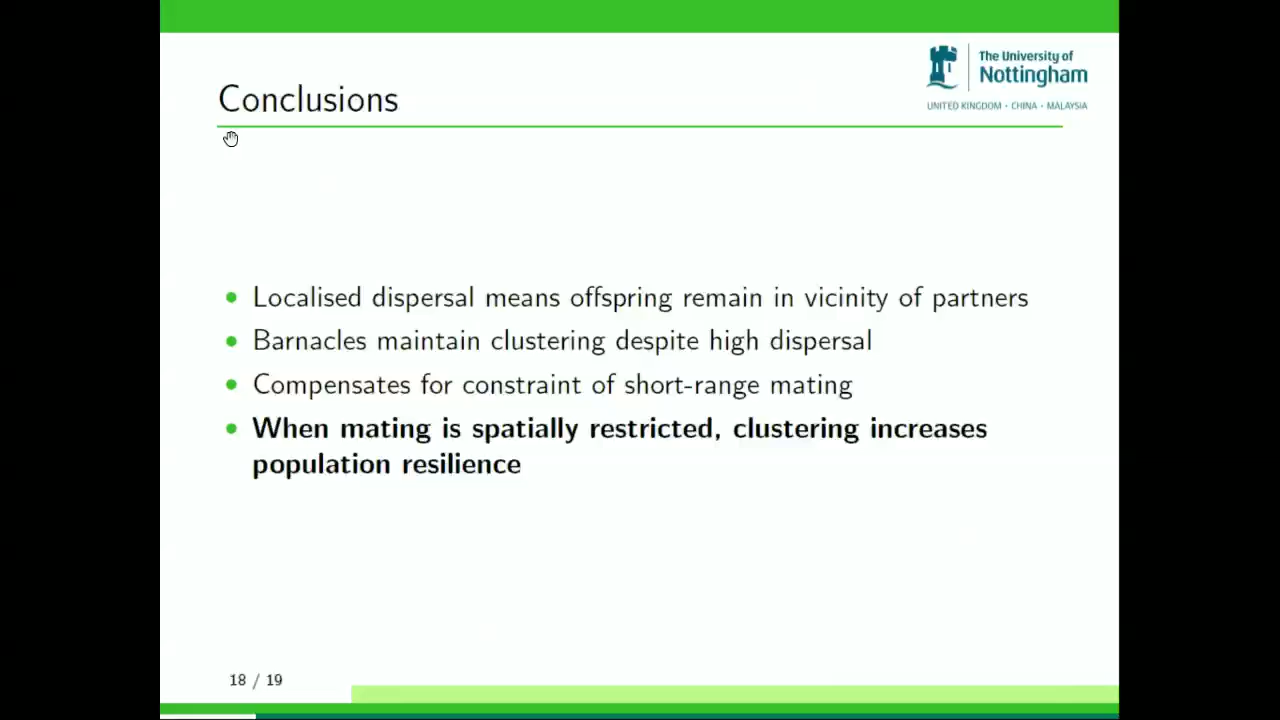 The University of
Nottingham
UNITED KINGDOM · CHINA · MALAYSIA
Conclusions
• Localised dispersal means offspring remain in vicinity of partners
• Barnacles maintain clustering despite high dispersal
• Compensates for constraint of short-range mating
• When mating is spatially restricted, clustering increases
population resilience
18 / 19